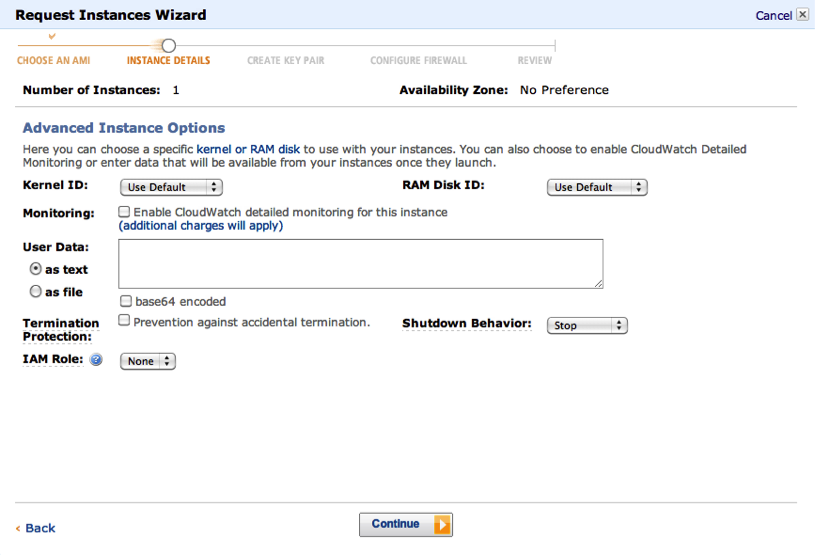 Request Instances Wizard
Cancel
CHOOSE AN AMI INSTANCE DETAILS CREATE KEY PAIR CONFIGURE FIREWALL REVIEW
Number of Instances: 1 Availability Zone: No Preference
Advanced Instance Options
Here you can choose a specific kernel or RAM disk to use with your instances. You can also choose to enable CloudWatch Detailed
Monitoring or enter data that will be available from your instances once they launch.
Kernel ID: Use Default RAM Disk ID: Use Default
Monitoring: Enable CloudWatch detailed monitoring for this instance
(additional charges will apply)
User Data:
as text
as file
base64 encoded
Termination Prevention against accidental termination. Shutdown Behavior: Stop
Protection:
IAM Role: ? None
< Back Continue